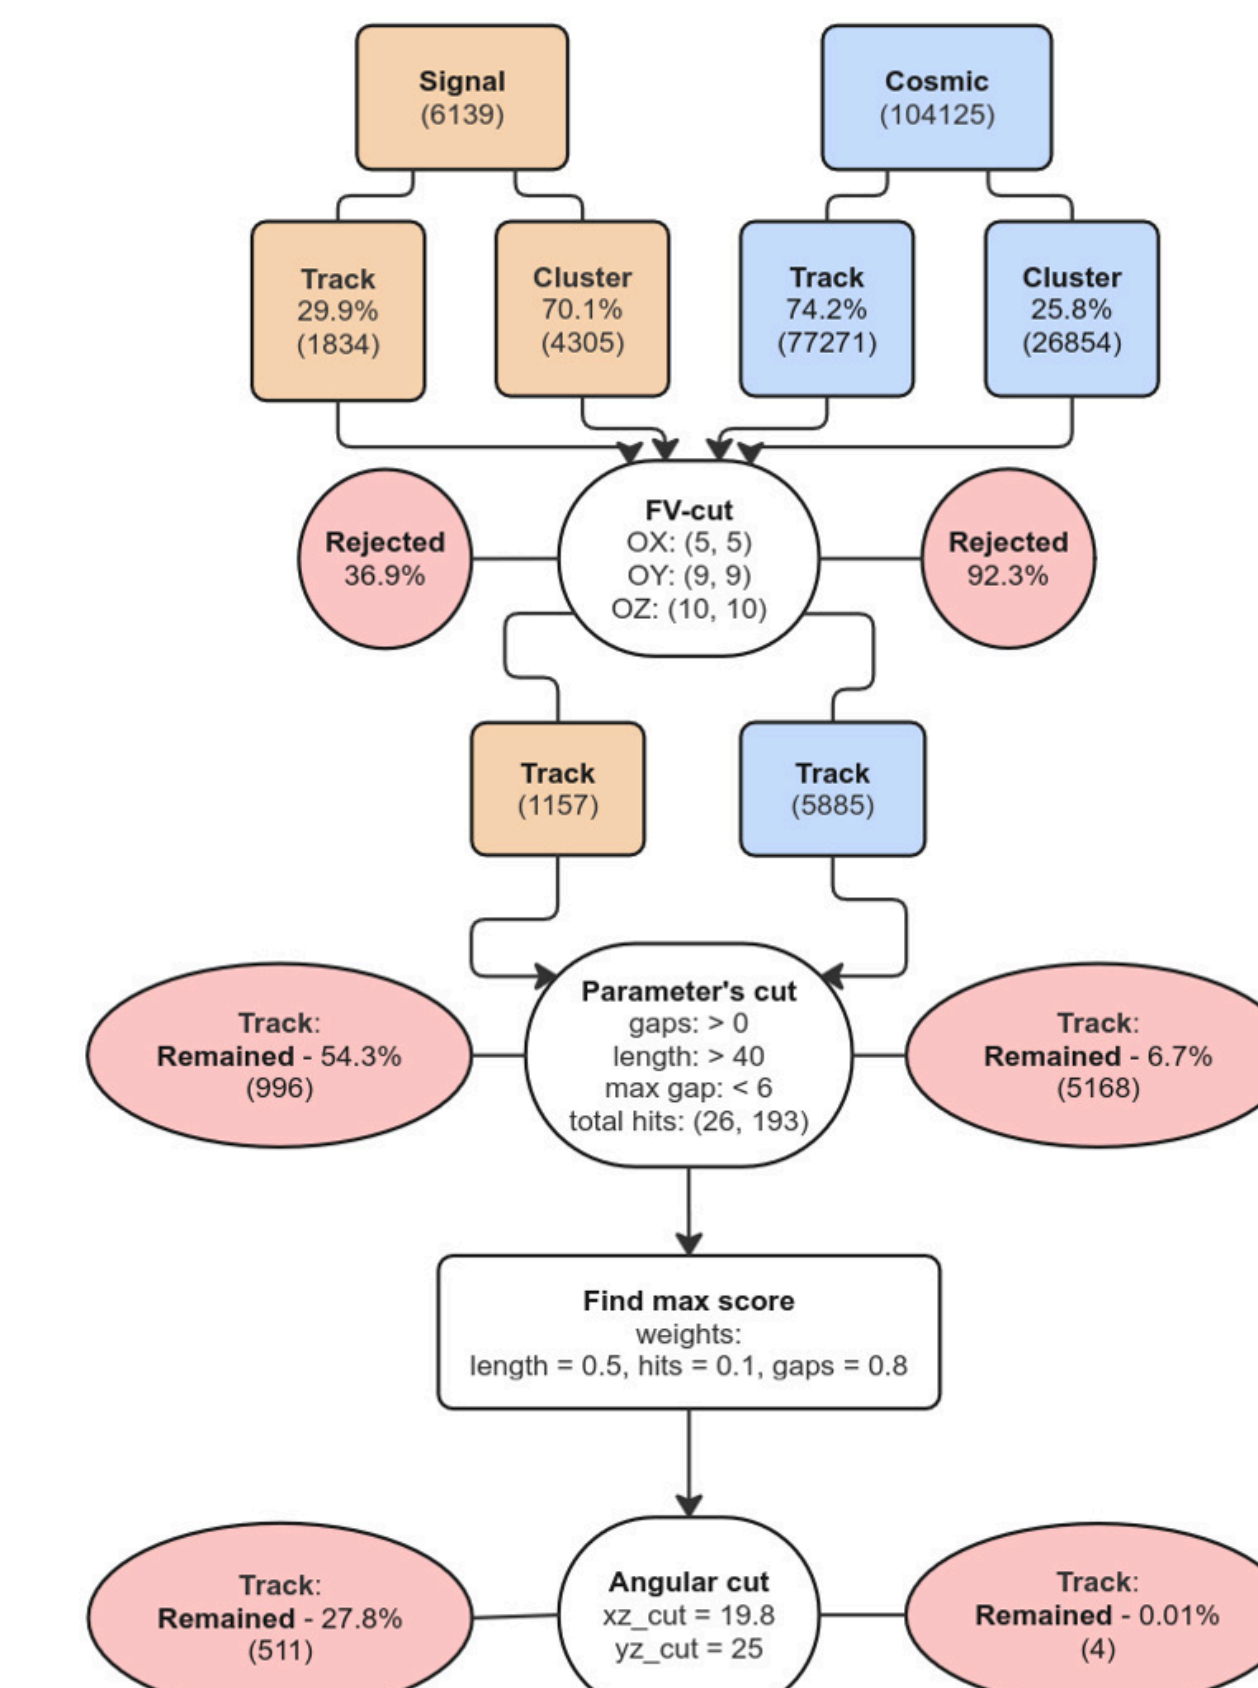 Signal
(6139)
Cosmic
(104125)
Track
29.9%
(1834)
Cluster
70.1%
(4305)
Track
74.2%
(77271)
Cluster
25.8%
(26854)
Rejected
36.9%
FV-cut
OX: (5, 5)
OY: (9, 9)
OZ: (10, 10)
Rejected
92.3%
Track
(1157)
Track
(5885)
Track:
Remained - 54.3%
(996)
Parameter's cut
gaps: > 0
length: > 40
max gap: < 6
total hits: (26, 193)
Track:
Remained - 6.7%
(5168)
Find max score
weights:
length = 0.5, hits = 0.1, gaps = 0.8
Track:
Remained - 27.8%
(511)
Angular cut
xz_cut = 19.8
yz_cut = 25
Track:
Remained - 0.01%
(4)